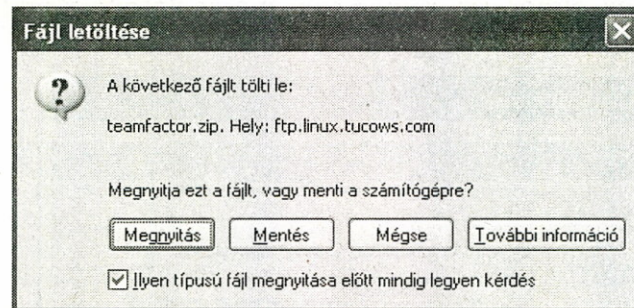 Fájl letöltése
A következő fájlt tölti le:
teamfactor.zip. Hely: ftp.linux.tucows.com
Megnyitja ezt a fájlt, vagy menti a számítógépre?
Megnyitás Mentés Mégse További információ
Ilyen típusú fájl megnyitása előtt mindig legyen kérdés